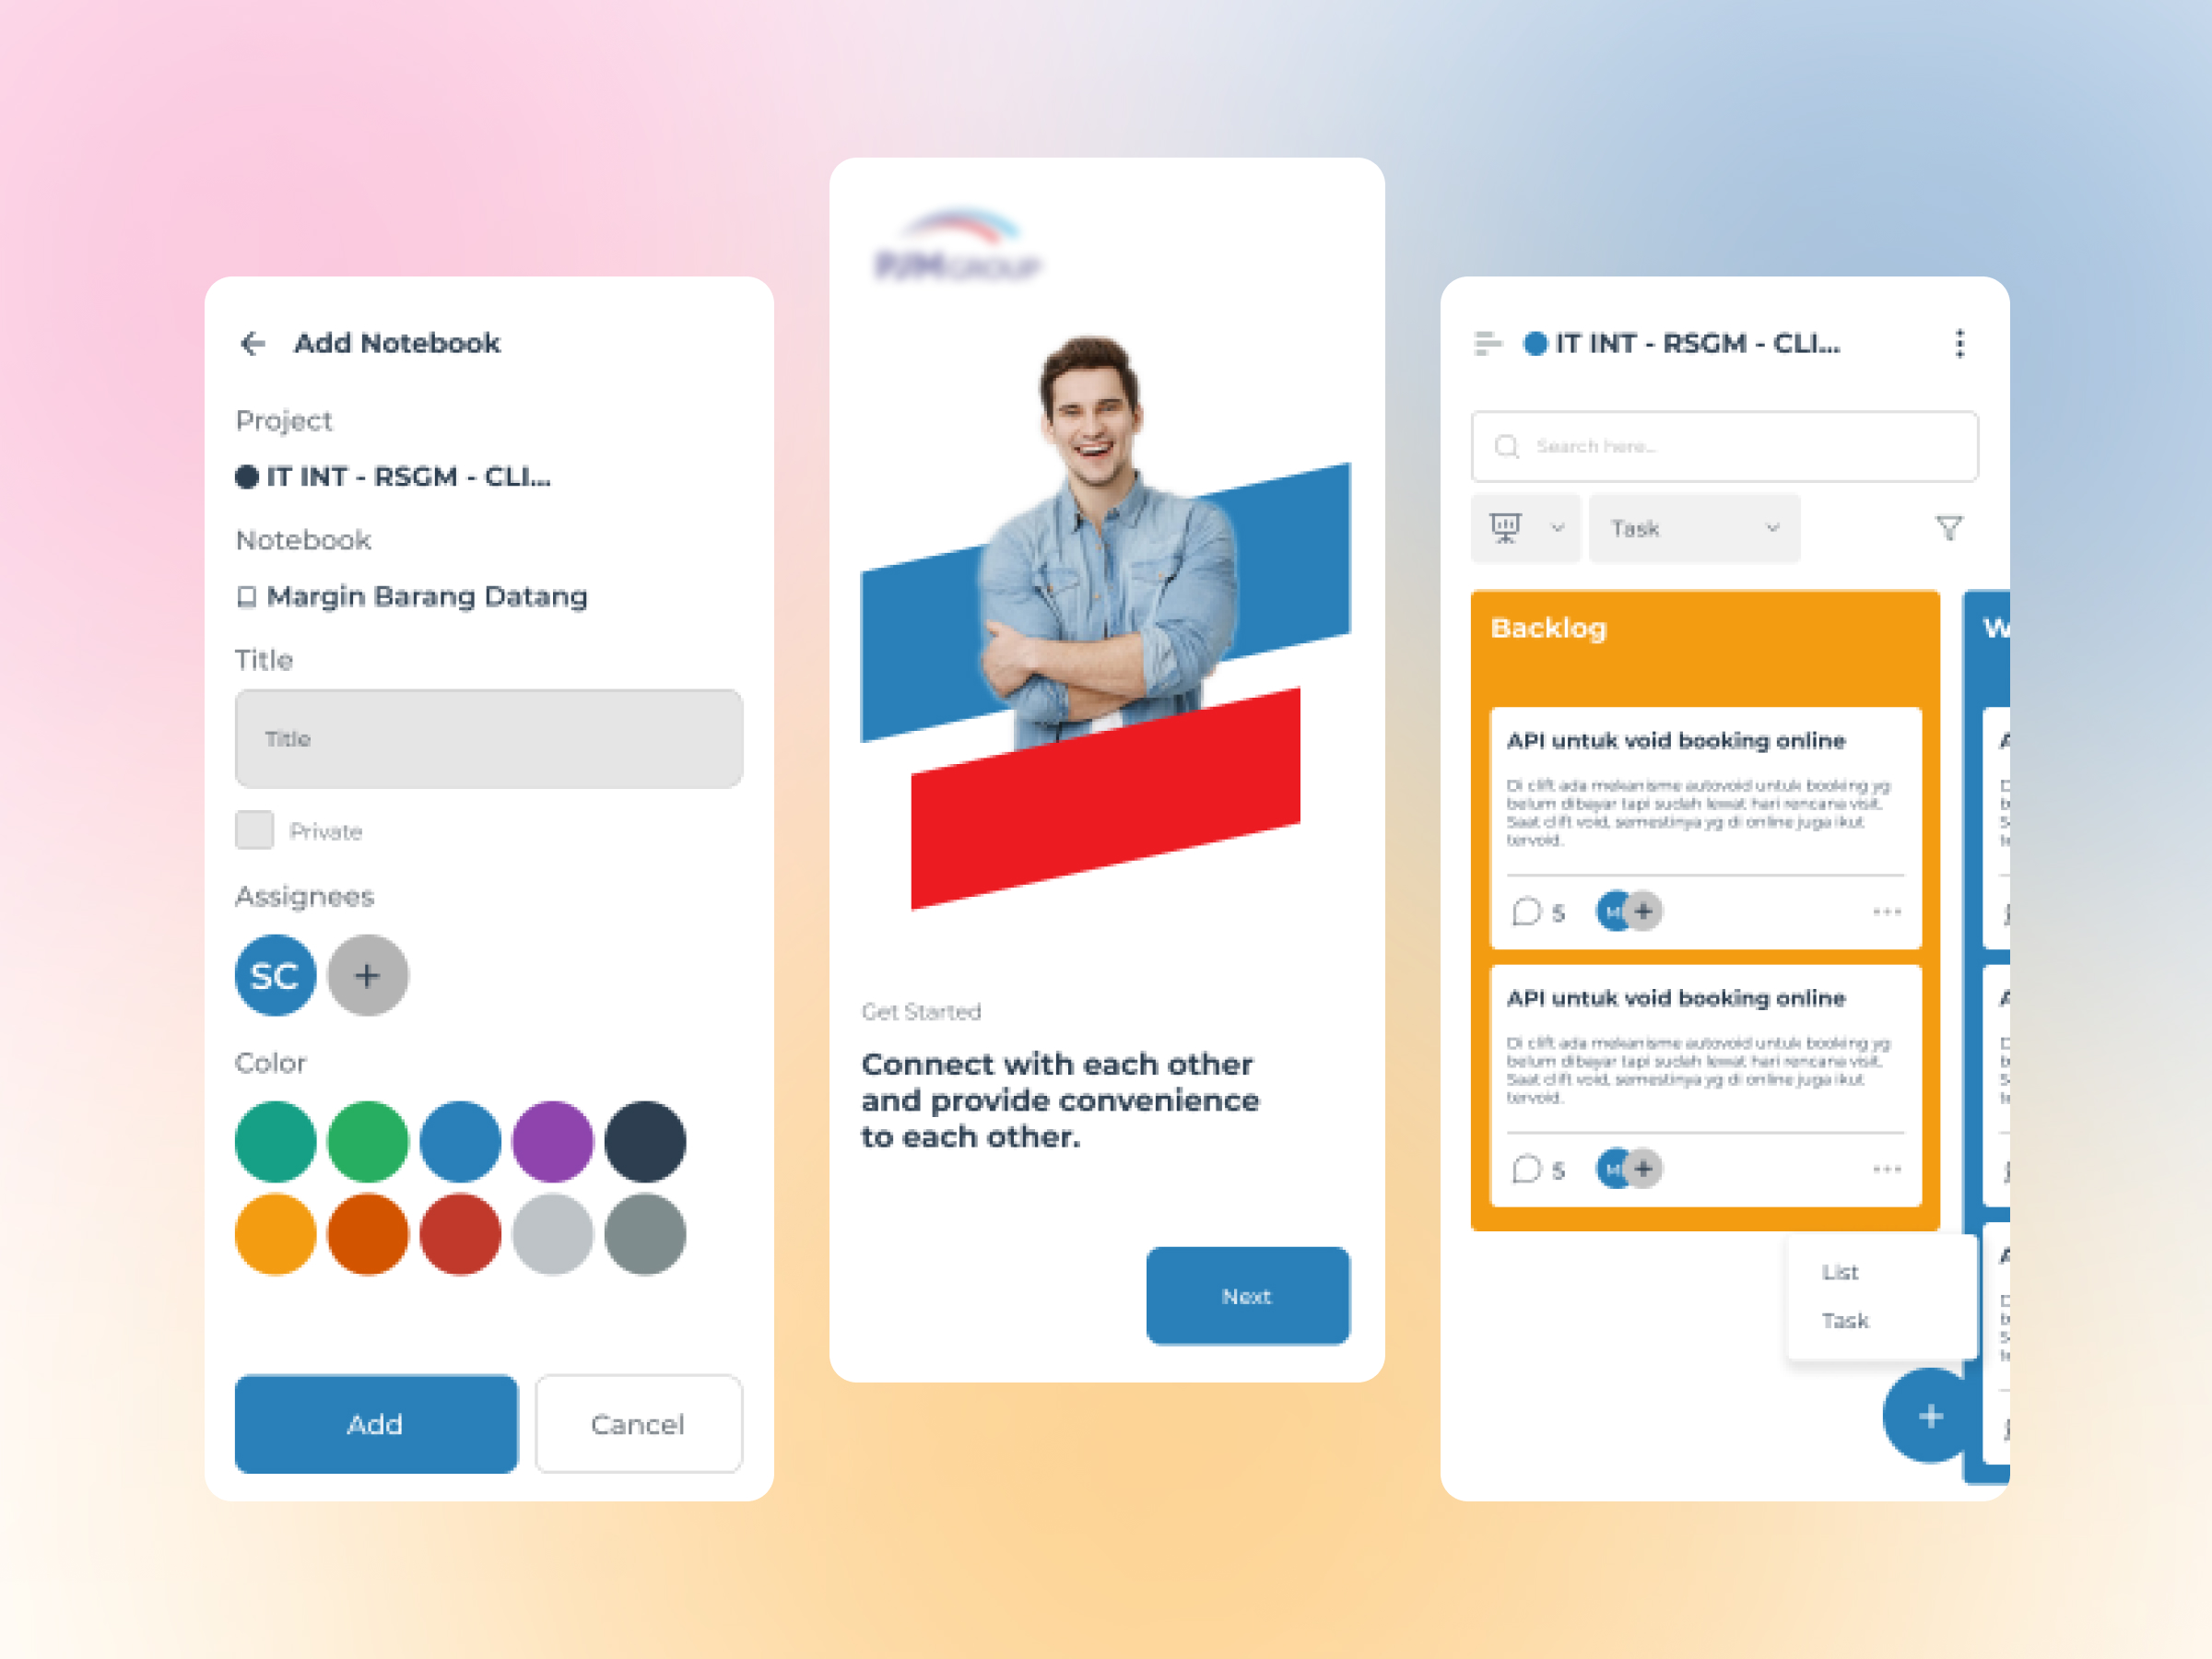 Add Notebook
Project
IT INT - RSGM - CLI...
Notebook
Margin Barang Datang
Title
Title
Private
Assignees
SC +
Color
Add
Cancel
PJM GROUP
Get Started
Connect with each other
and provide convenience
to each other.
Next
IT INT - RSGM - CLI...
Search here...
Task
Backlog
API untuk void booking online
Di clift ada mekanisme autovoid untuk booking yg
belum dibayar tapi sudah lewat hari rencana visit.
Saat clift void, semestinya yg di online juga ikut
tervoid.
5
+
API untuk void booking online
Di clift ada mekanisme autovoid untuk booking yg
belum dibayar tapi sudah lewat hari rencana visit.
Saat clift void, semestinya yg di online juga ikut
tervoid.
5
+
List
Task
+